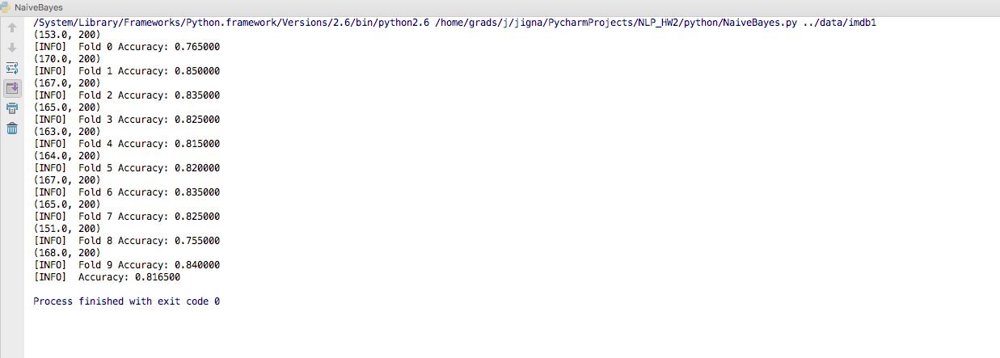 NaiveBayes
/System/Library/Frameworks/Python.framework/Versions/2.6/bin/python2.6 /home/grads/j/jigna/PycharmProjects/NLP_HW2/python/NaiveBayes.py ../data/imdb1
(153.0, 200)
[INFO]  Fold 0 Accuracy: 0.765000
(170.0, 200)
[INFO]  Fold 1 Accuracy: 0.850000
(167.0, 200)
[INFO]  Fold 2 Accuracy: 0.835000
(165.0, 200)
[INFO]  Fold 3 Accuracy: 0.825000
(163.0, 200)
[INFO]  Fold 4 Accuracy: 0.815000
(164.0, 200)
[INFO]  Fold 5 Accuracy: 0.820000
(167.0, 200)
[INFO]  Fold 6 Accuracy: 0.835000
(165.0, 200)
[INFO]  Fold 7 Accuracy: 0.825000
(151.0, 200)
[INFO]  Fold 8 Accuracy: 0.755000
(168.0, 200)
[INFO]  Fold 9 Accuracy: 0.840000
[INFO]  Accuracy: 0.816500
Process finished with exit code 0